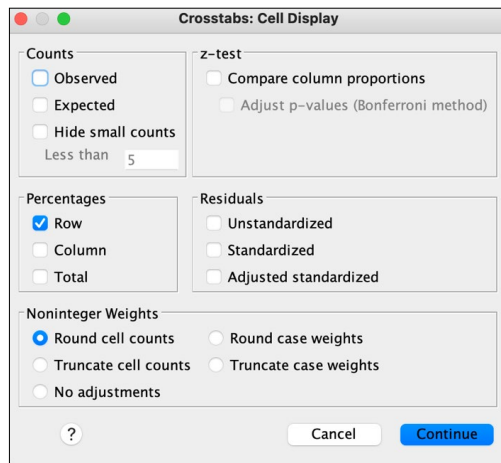 Crosstabs: Cell Display
Counts
Observed
Expected
Hide small counts
Less than 5
z-test
Compare column proportions
Adjust p-values (Bonferroni method)
Percentages
Row
Column
Total
Residuals
Unstandardized
Standardized
Adjusted standardized
Noninteger Weights
Round cell counts
Round case weights
Truncate cell counts
Truncate case weights
No adjustments
?
Cancel
Continue